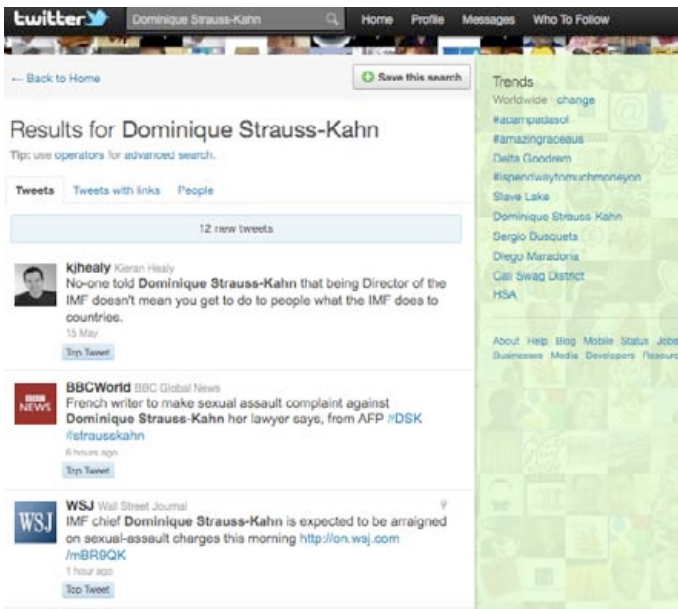 twitter
Dominique Strauss-Kahn
Home Profile Messages Who To Follow
← Back to Home
Save this search
Results for Dominique Strauss-Kahn
Tip: use operators for advanced search.
Tweets Tweets with links People
12 new tweets
kjhealy Kieran Healy
No-one told Dominique Strauss-Kahn that being Director of the
IMF doesn't mean you get to do to people what the IMF does to
countries.
15 May
Top Tweet
BBC
NEWS
BBCWorld BBC Global News
French writer to make sexual assault complaint against
Dominique Strauss-Kahn her lawyer says, from AFP #DSK
#strausskahn
6 hours ago
Top Tweet
WSJ
WSJ Wall Street Journal
IMF chief Dominique Strauss-Kahn is expected to be arraigned
on sexual-assault charges this morning http://on.wsj.com
/mBR9QK
1 hour ago
Top Tweet
Trends
Worldwide · change
#acampadasol
#amazingraceaus
Delta Goodrem
#ispendwaytomuchmoneyon
Slave Lake
Dominique Strauss Kahn
Sergio Busquets
Diego Maradona
Cali Swag District
HSA
About Help Blog Mobile Status Jobs
Businesses Media Developers Resourc